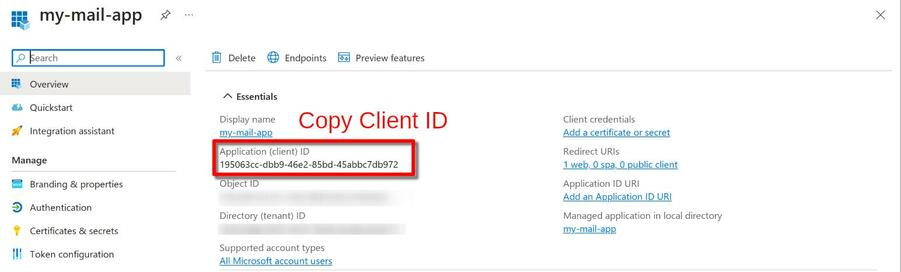 my-mail-app
Search
Delete
Endpoints
Preview features
Overview
Quickstart
Integration assistant
Manage
Branding & properties
Authentication
Certificates & secrets
Token configuration
Essentials
Copy Client ID
Display name
my-mail-app
Application (client) ID
195063cc-dbb9-46e2-85bd-45abbc7db972
Object ID
Directory (tenant) ID
Supported account types
All Microsoft account users
Client credentials
Add a certificate or secret
Redirect URIs
1 web, 0 spa, 0 public client
Application ID URI
Add an Application ID URI
Managed application in local directory
my-mail-app